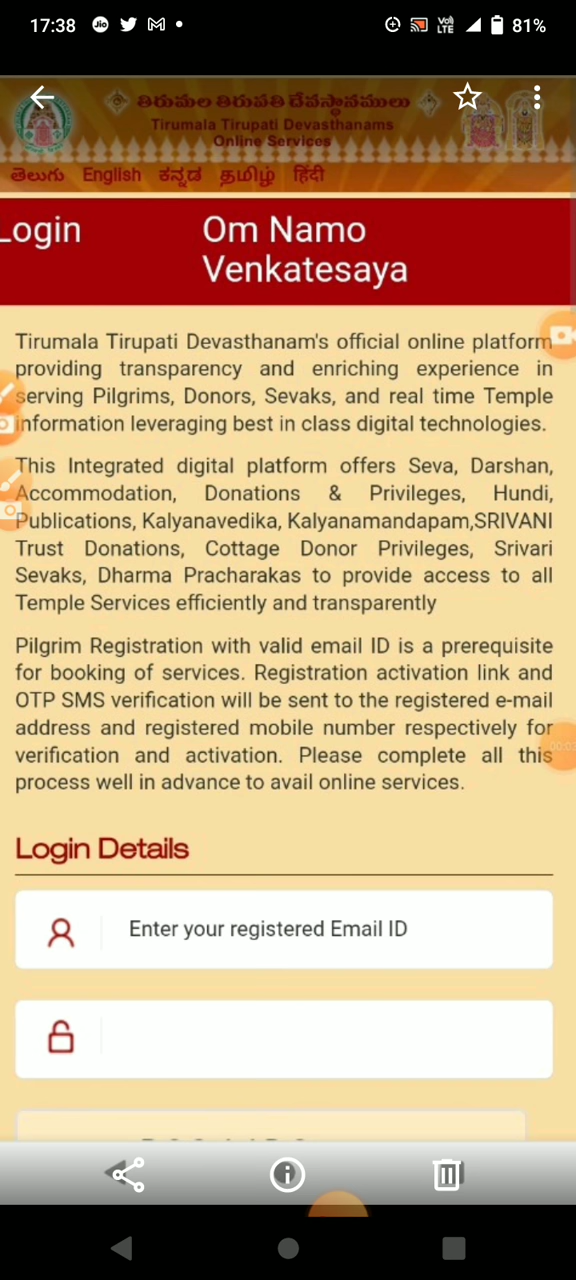 17:38 Jio VoI LTE 81%
తిరుమల తిరుపతి దేవస్థానములు
Tirumala Tirupati Devasthanams
Online Services
తెలుగు English ಕನ್ನಡ தமிழ் हिंदी
Login
Om Namo
Venkatesaya
Tirumala Tirupati Devasthanam's official online platform
providing transparency and enriching experience in
serving Pilgrims, Donors, Sevaks, and real time Temple
information leveraging best in class digital technologies.
This Integrated digital platform offers Seva, Darshan,
Accommodation, Donations & Privileges, Hundi,
Publications, Kalyanavedika, Kalyanamandapam,SRIVANI
Trust Donations, Cottage Donor Privileges, Srivari
Sevaks, Dharma Pracharakas to provide access to all
Temple Services efficiently and transparently
Pilgrim Registration with valid email ID is a prerequisite
for booking of services. Registration activation link and
OTP SMS verification will be sent to the registered e-mail
address and registered mobile number respectively for
verification and activation. Please complete all this
process well in advance to avail online services.
Login Details
Enter your registered Email ID